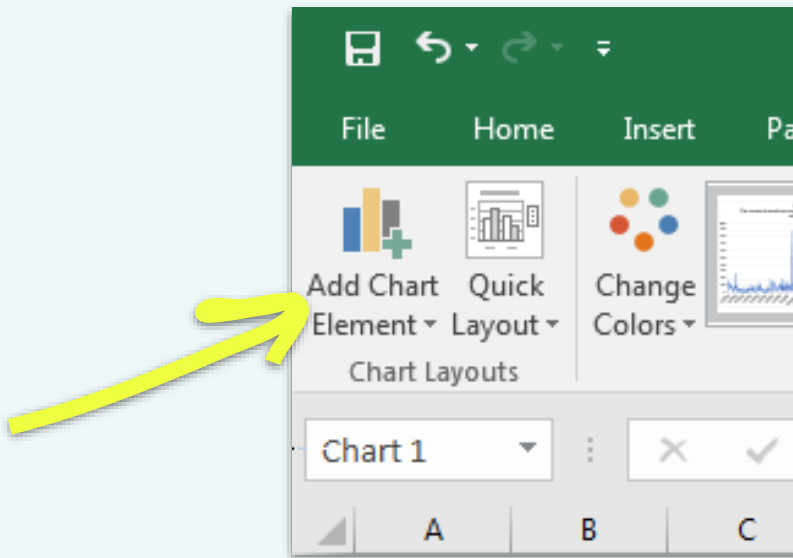 File Home Insert Pa
Add Chart Element
Quick Layout
Change Colors
Chart Layouts
Chart 1
A B C